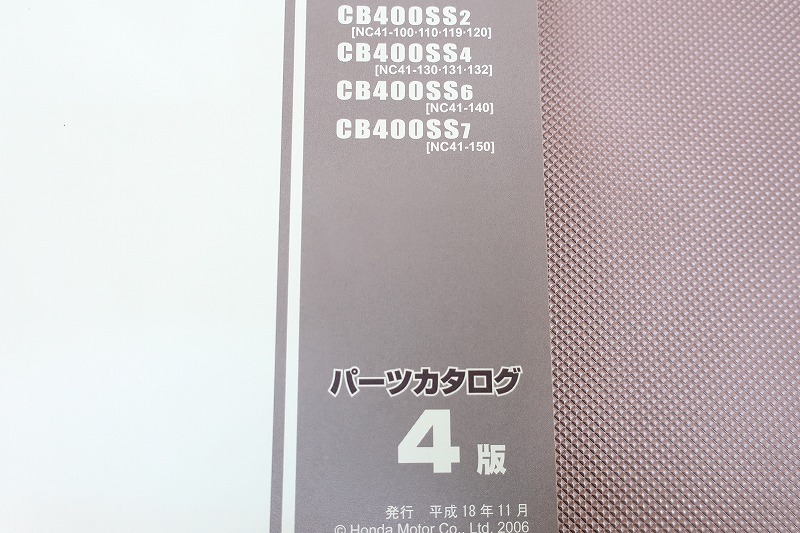 CB400SS2
[NC41-100·110·119·120]
CB400SS4
[NC41-130·131·132]
CB400SS6
[NC41-140]
CB400SS7
[NC41-150]
パーツカタログ
4版
発行 平成18年11月
© Honda Motor Co., Ltd. 2006